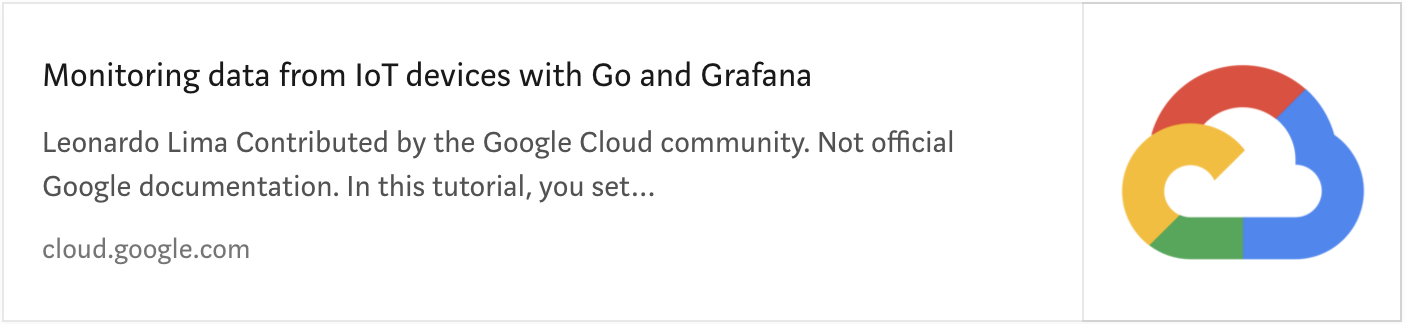 Monitoring data from IoT devices with Go and Grafana
Leonardo Lima Contributed by the Google Cloud community. Not official
Google documentation. In this tutorial, you set...
cloud.google.com